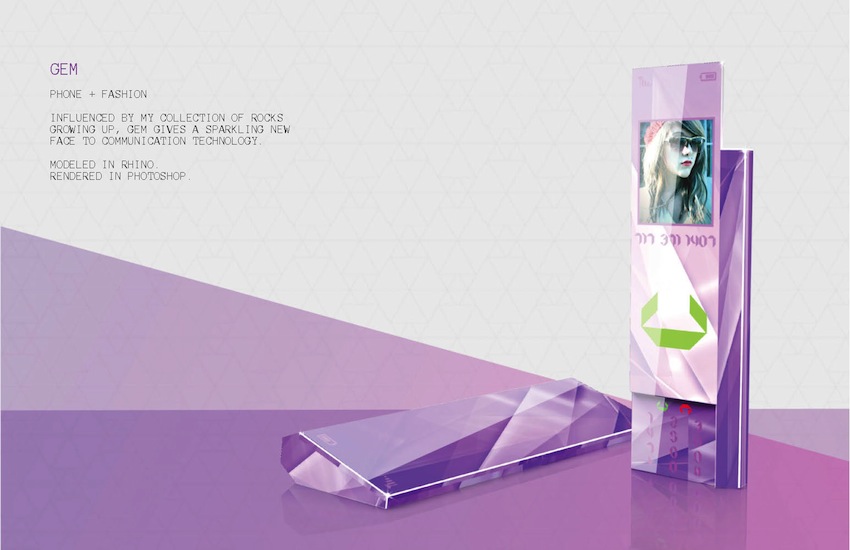 GEM
PHONE + FASHION
INFLUENCED BY MY COLLECTION OF ROCKS
GROWING UP, GEM GIVES A SPARKLING NEW
FACE TO COMMUNICATION TECHNOLOGY.
MODELED IN RHINO.
RENDERED IN PHOTOSHOP.